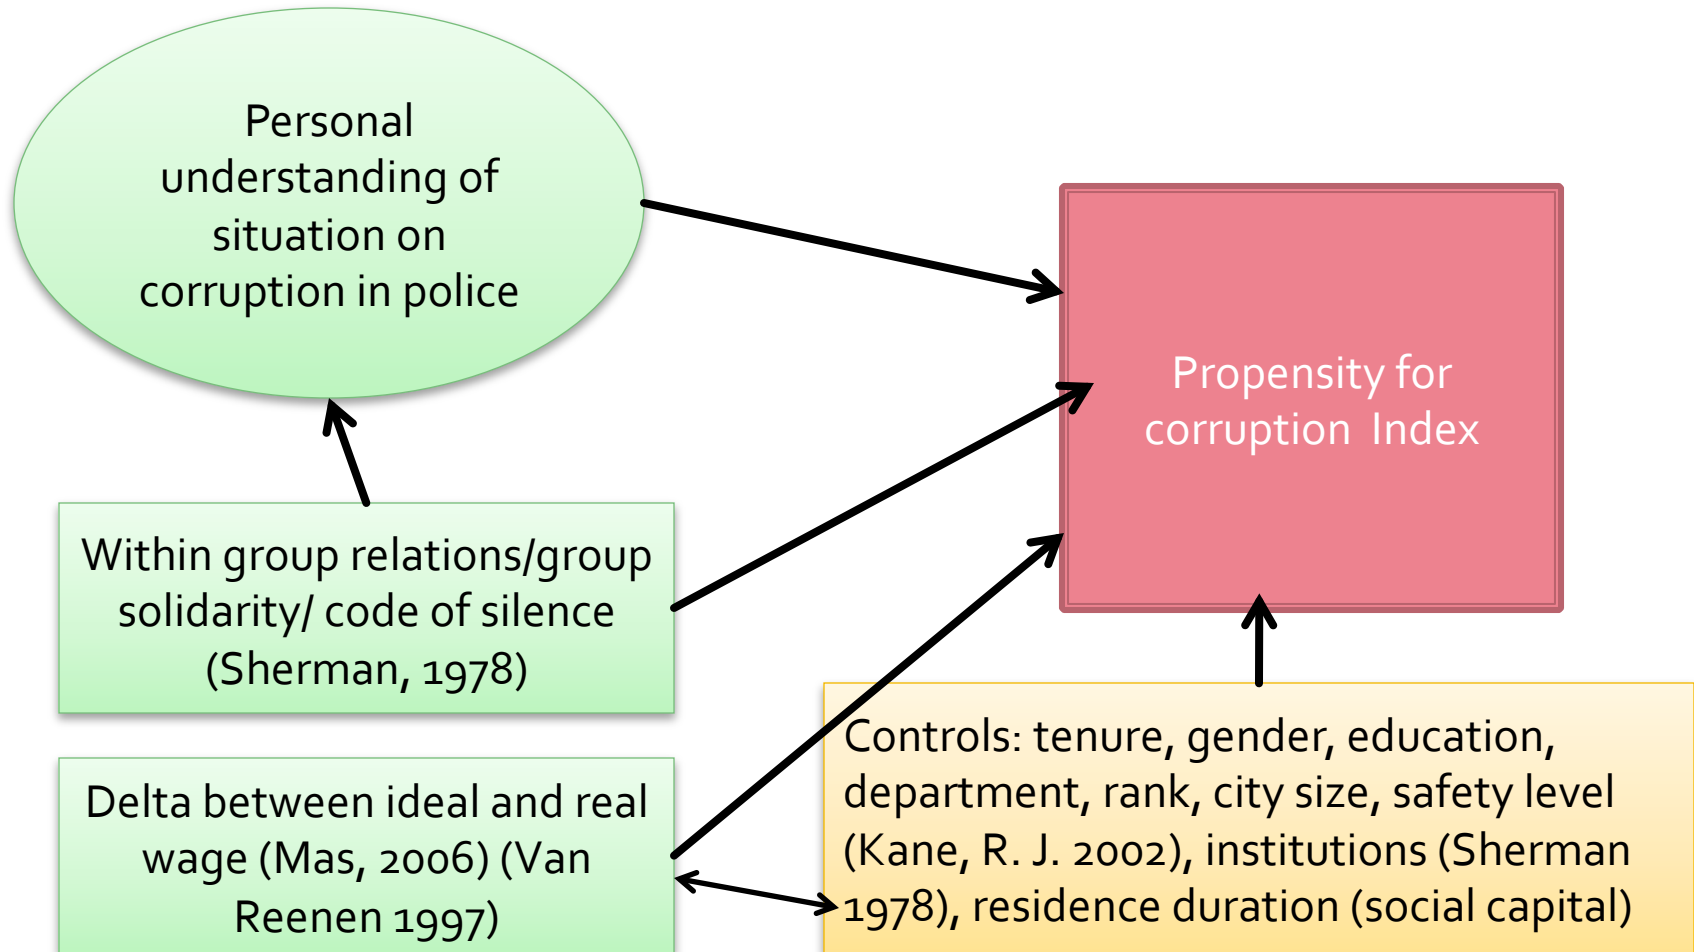 Personal
understanding of
situation on
corruption in police
Propensity for
corruption Index
Within group relations/group
solidarity/ code of silence
(Sherman, 1978)
Delta between ideal and real
wage (Mas, 2006) (Van
Reenen 1997)
Controls: tenure, gender, education,
department, rank, city size, safety level
(Kane, R. J. 2002), institutions (Sherman
1978), residence duration (social capital)